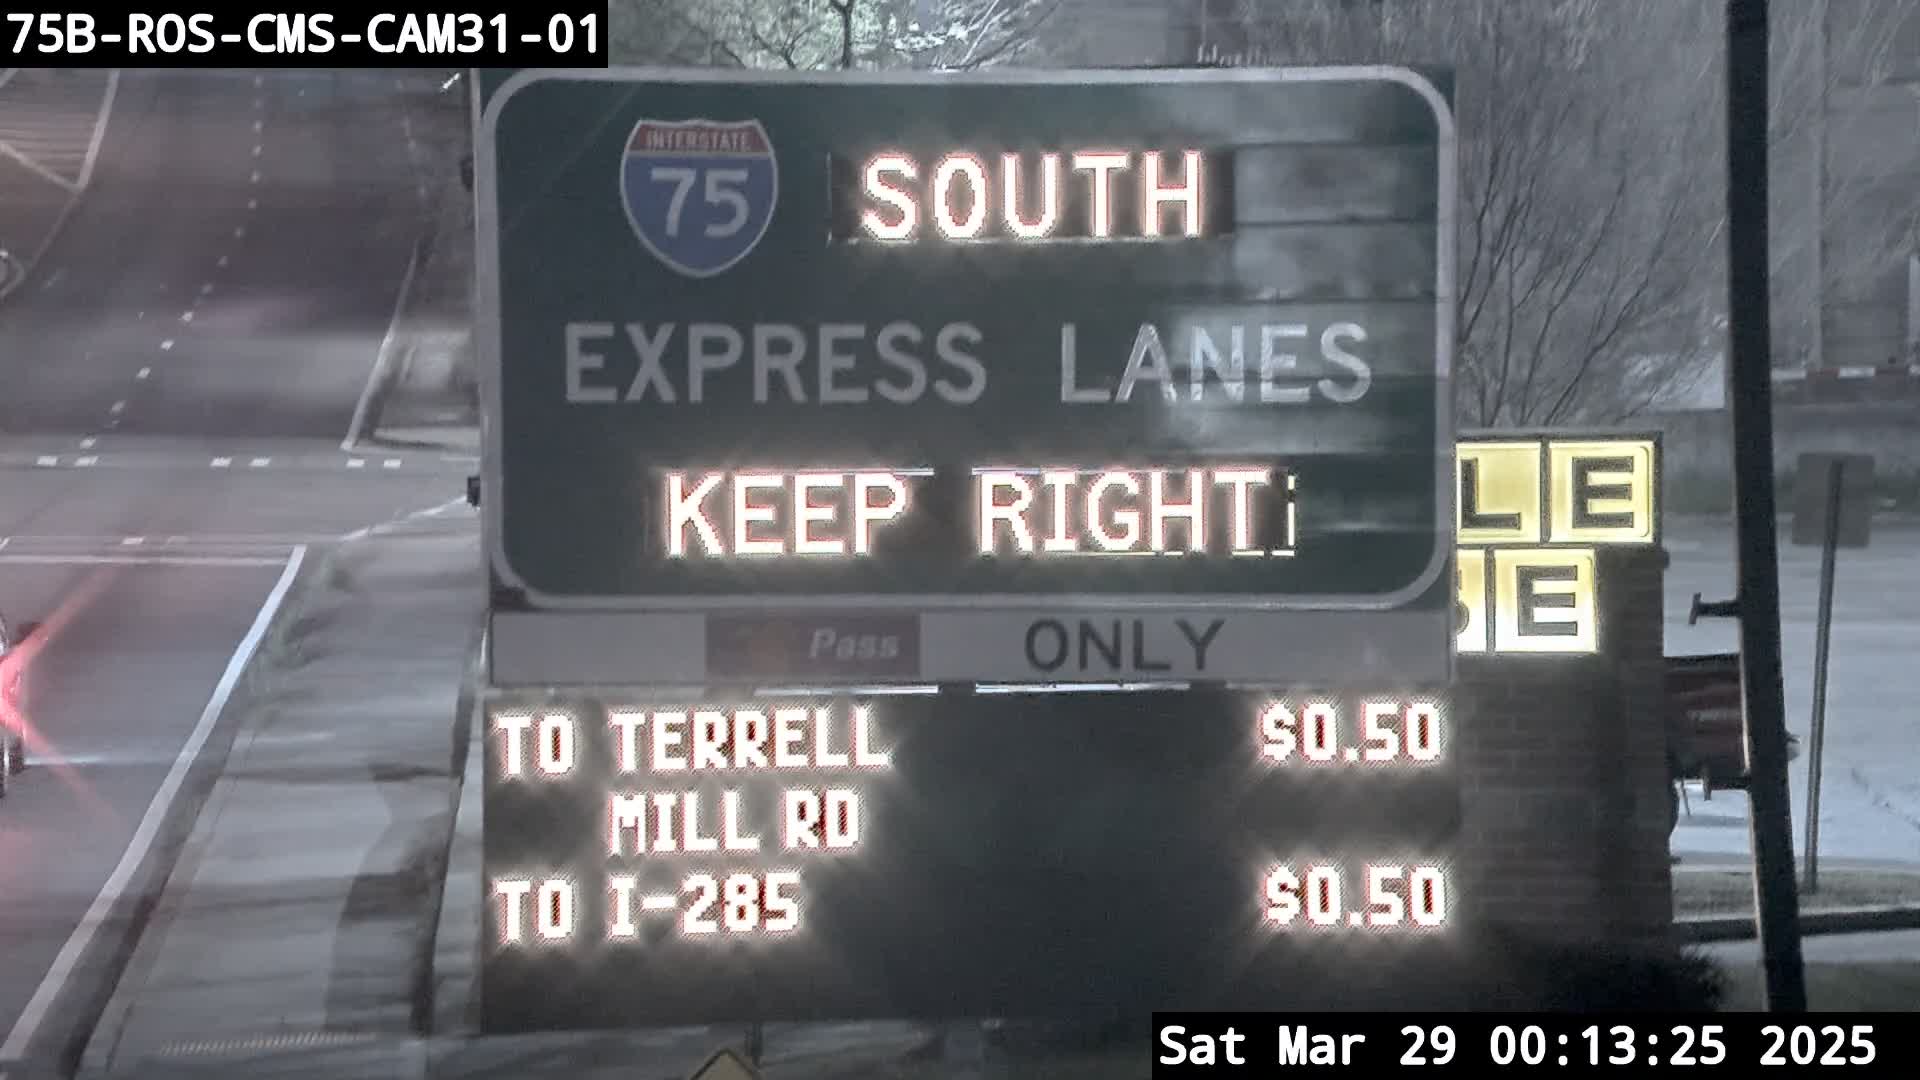 75B-ROS-CMS-CAM31-01
INTERSTATE
75
SOUTH
EXPRESS LANES
KEEP RIGHT
Pass ONLY
TO TERRELL $0.50
MILL RD
TO I-285 $0.50
LE
E
Sat Mar 29 00:13:25 2025